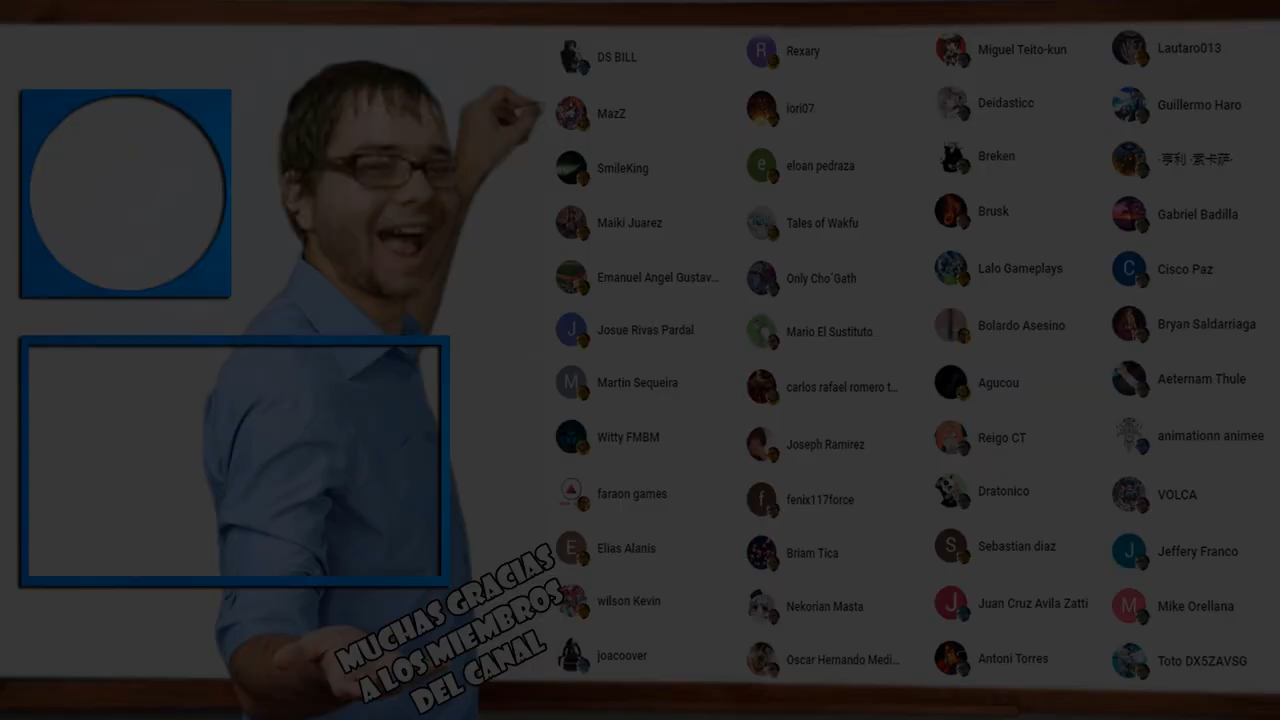 DS BILL
MazZ
SmileKing
Maiki Juarez
Emanuel Angel Gustav...
J Josue Rivas Pardal
M Martin Sequeira
Witty FMBM
faraon games
E Elias Alanis
wilson Kevin
joacoover
R Rexary
iori07
e eloan pedraza
Tales of Wakfu
Only Cho´Gath
Mario El Sustituto
carlos rafael romero t...
Joseph Ramirez
f fenix117force
Briam Tica
Nekorian Masta
Oscar Hernando Medi...
Miguel Teito-kun
Deidasticc
Breken
Brusk
Lalo Gameplays
Bolardo Asesino
Agucou
Reigo CT
Dratonico
S Sebastian diaz
J Juan Cruz Avila Zatti
Antoni Torres
Lautaro013
Guillermo Haro
·亨利 ·索卡萨·
Gabriel Badilla
C Cisco Paz
Bryan Saldarriaga
Aeternam Thule
animationn animee
VOLCA
J Jeffery Franco
M Mike Orellana
Toto DX5ZAVSG
MUCHAS GRACIAS
A LOS MIEMBROS
DEL CANAL